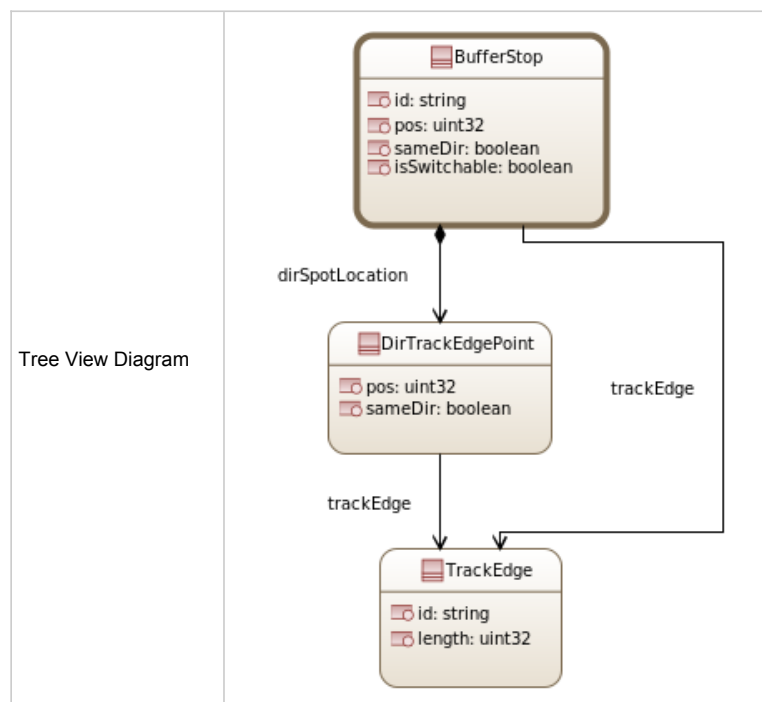 BufferStop
id: string
pos: uint32
sameDir: boolean
isSwitchable: boolean
dirSpotLocation
Tree View Diagram
DirTrackEdgePoint
pos: uint32
sameDir: boolean
trackEdge
trackEdge
TrackEdge
id: string
length: uint32